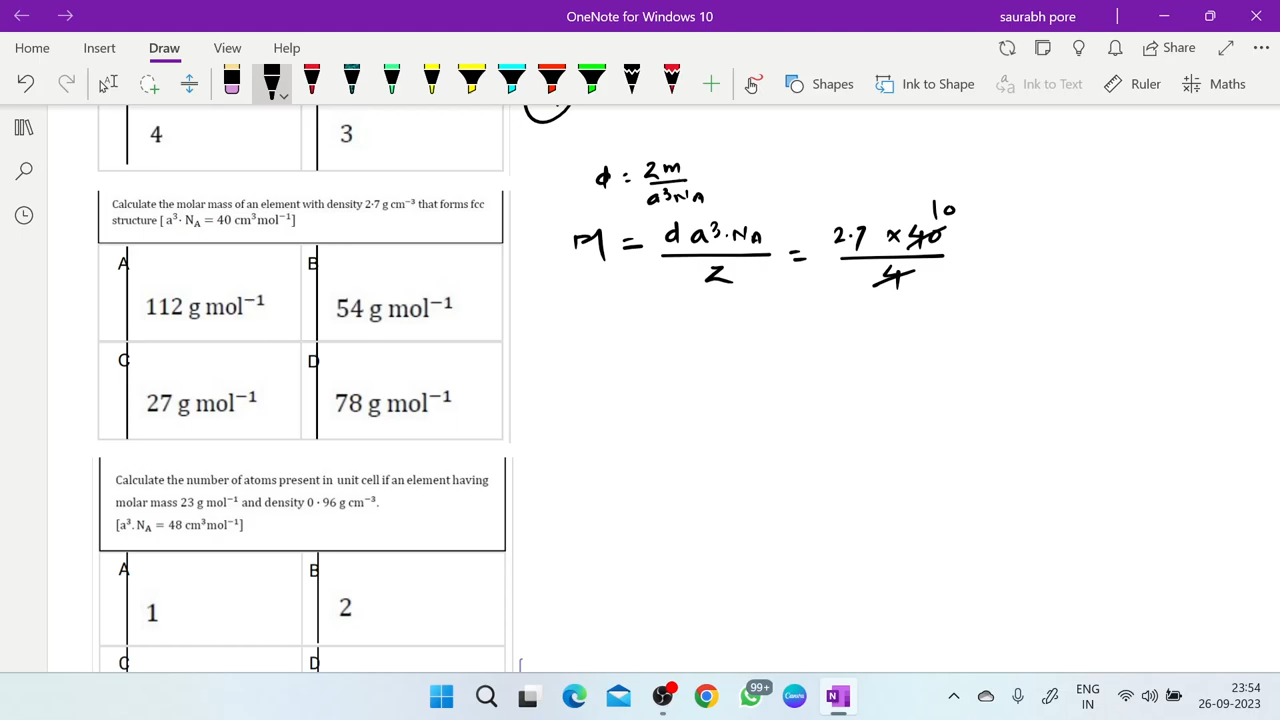 OneNote for Windows 10
saurabh pore
Home Insert Draw View Help
Share
Shapes Ink to Shape Ink to Text Ruler Maths
4 3
Calculate the molar mass of an element with density 2·7 g cm⁻³ that forms fcc
structure [ a³· N_A = 40 cm³mol⁻¹]
A 112 g mol⁻¹ B 54 g mol⁻¹
C 27 g mol⁻¹ D 78 g mol⁻¹
d = ZM / a³NA
M = d a³·NA / Z = 2·7 × 40 / 4
10
Calculate the number of atoms present in unit cell if an element having
molar mass 23 g mol⁻¹ and density 0 · 96 g cm⁻³.
[a³. N_A = 48 cm³mol⁻¹]
A 1 B 2
C D
99+
ENG
IN
23:54
26-09-2023